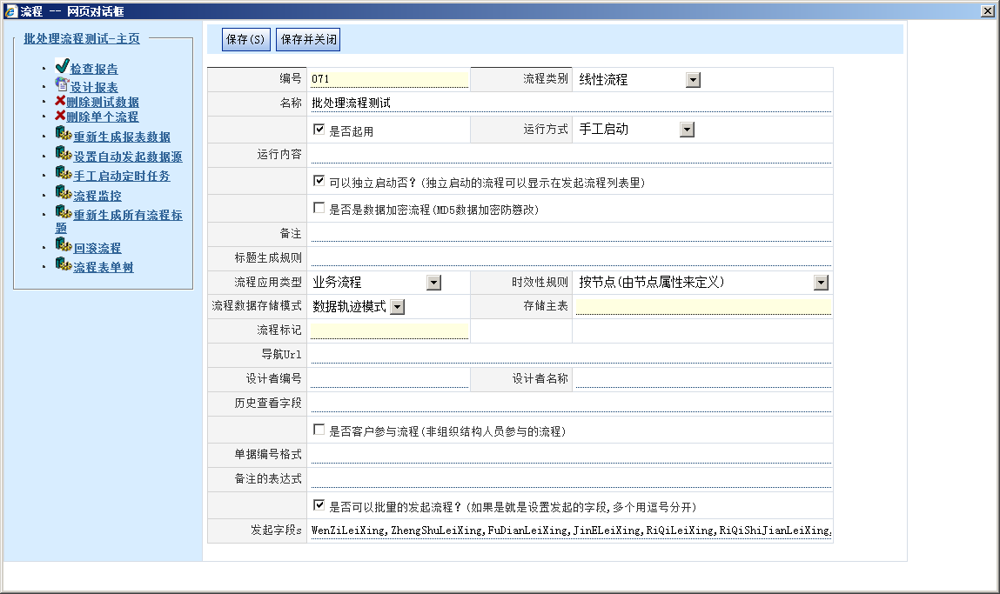 流程 -- 网页对话框
批处理流程测试-主页
检查报告
设计报表
删除测试数据
删除单个流程
重新生成报表数据
设置自动发起数据源
手工启动定时任务
流程监控
重新生成所有流程标
题
回滚流程
流程表单树
保存(S) 保存并关闭
编号 071 流程类别 线性流程
名称 批处理流程测试
是否起用 运行方式 手工启动
运行内容
可以独立启动否?(独立启动的流程可以显示在发起流程列表里)
是否是数据加密流程(MD5数据加密防篡改)
备注
标题生成规则
流程应用类型 业务流程 时效性规则 按节点(由节点属性来定义)
流程数据存储模式 数据轨迹模式 存储主表
流程标记
导航Url
设计者编号 设计者名称
历史查看字段
是否客户参与流程(非组织结构人员参与的流程)
单据编号格式
备注的表达式
是否可以批量的发起流程?(如果是就是设置发起的字段,多个用逗号分开)
发起字段s WenZiLeiXing,ZhengShuLeiXing,FuDianLeiXing,JinELeiXing,RiQiLeiXing,RiQiShiJianLeiXing,